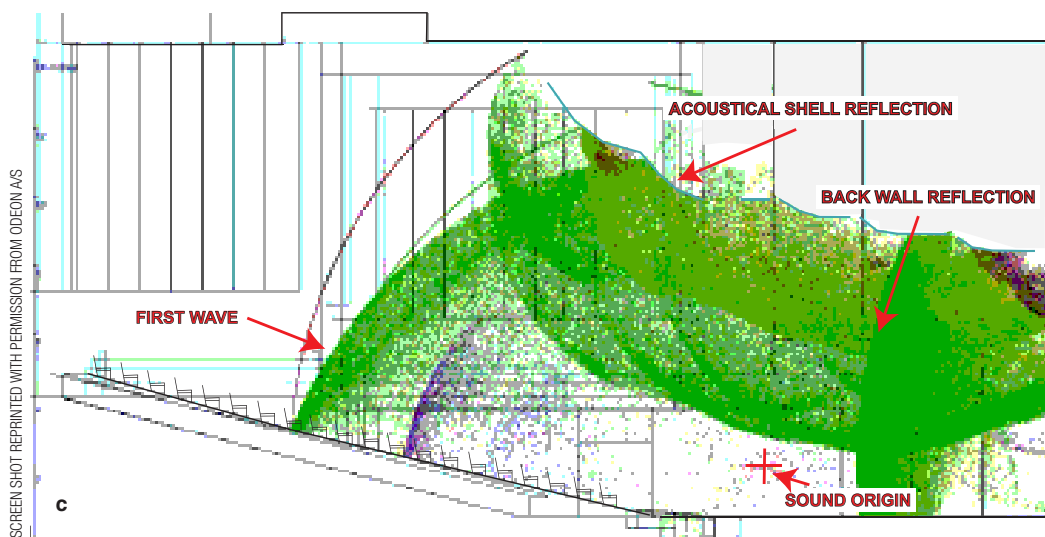 SCREEN SHOT REPRINTED WITH PERMISSION FROM ODEON A/S
ACOUSTICAL SHELL REFLECTION
BACK WALL REFLECTION
FIRST WAVE
SOUND ORIGIN
c